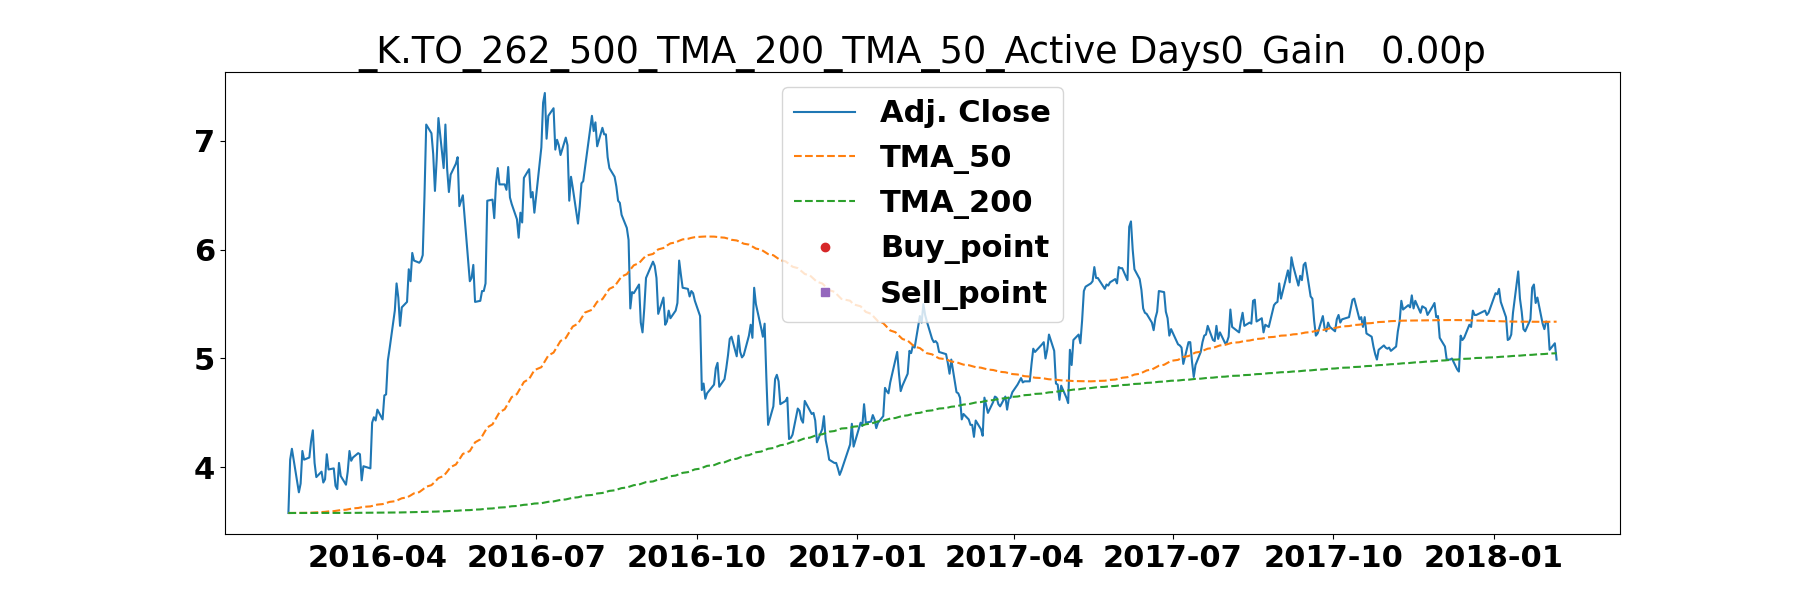 _K.TO_262_500_TMA_200_TMA_50_Active Days0_Gain   0.00p
Adj. Close
TMA_50
TMA_200
Buy_point
Sell_point
7
6
5
4
2016-04 2016-07 2016-10 2017-01 2017-04 2017-07 2017-10 2018-01